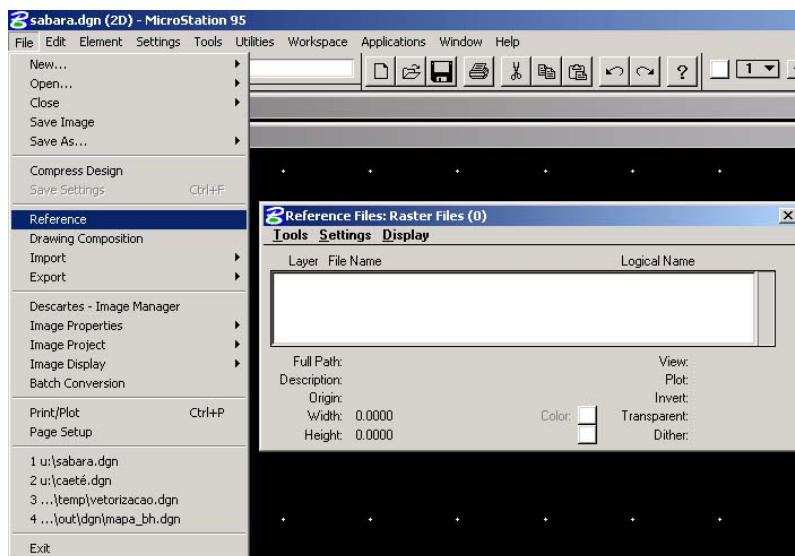 sabara.dgn (2D) - MicroStation 95
File Edit Element Settings Tools Utilities Workspace Applications Window Help
New...
Open...
Close
Save Image
Save As...
1
Compress Design
Save Settings Ctrl+F
Reference
Drawing Composition
Import
Export
Descartes - Image Manager
Image Properties
Image Project
Image Display
Batch Conversion
Print/Plot Ctrl+P
Page Setup
1 u:\sabara.dgn
2 u:\caeté.dgn
3 ...\temp\vetorizacao.dgn
4 ...\out\dgn\mapa_bh.dgn
Exit
Reference Files: Raster Files (0)
Tools Settings Display
Layer File Name Logical Name
Full Path: View:
Description: Plot:
Origin: Invert:
Width: 0.0000 Color: Transparent:
Height: 0.0000 Dither: